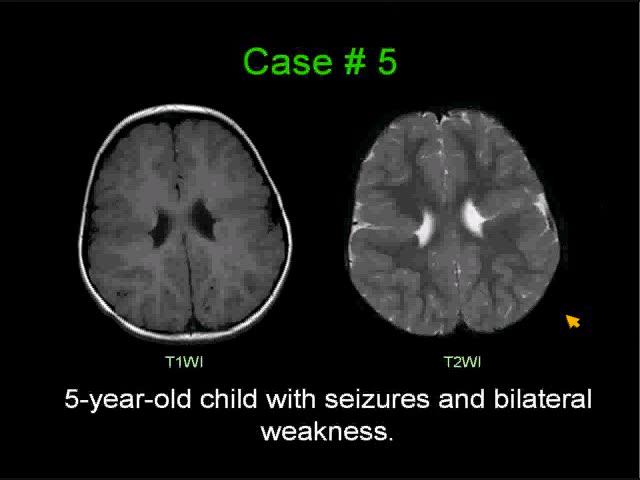 Case # 5
T1WI
T2WI
5-year-old child with seizures and bilateral
weakness.